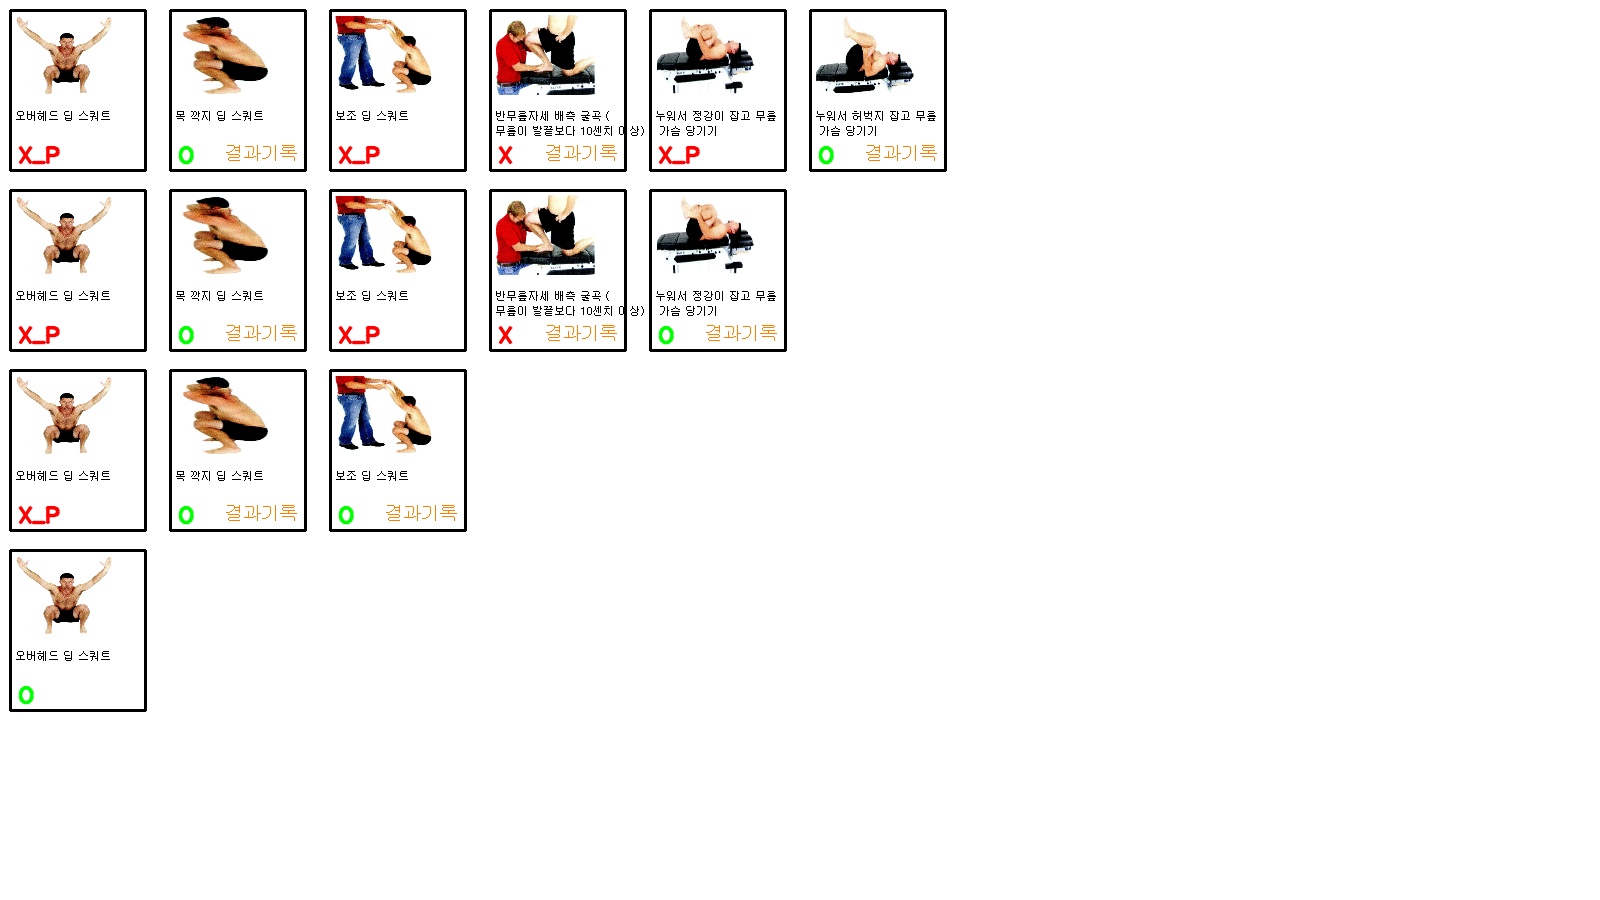 오버헤드 딥 스쿼트
X_P
목 깍지 딥 스쿼트
O 결과기록
보조 딥 스쿼트
X_P
반무릎자세 배측 굴곡 (
무릎이 발끝보다 10센치 이상)
X 결과기록
누워서 정강이 잡고 무릎
가슴 당기기
X_P
누워서 허벅지 잡고 무릎
가슴 당기기
O 결과기록
오버헤드 딥 스쿼트
X_P
목 깍지 딥 스쿼트
O 결과기록
보조 딥 스쿼트
X_P
반무릎자세 배측 굴곡 (
무릎이 발끝보다 10센치 이상)
X 결과기록
누워서 정강이 잡고 무릎
가슴 당기기
O 결과기록
오버헤드 딥 스쿼트
X_P
목 깍지 딥 스쿼트
O 결과기록
보조 딥 스쿼트
O 결과기록
오버헤드 딥 스쿼트
O